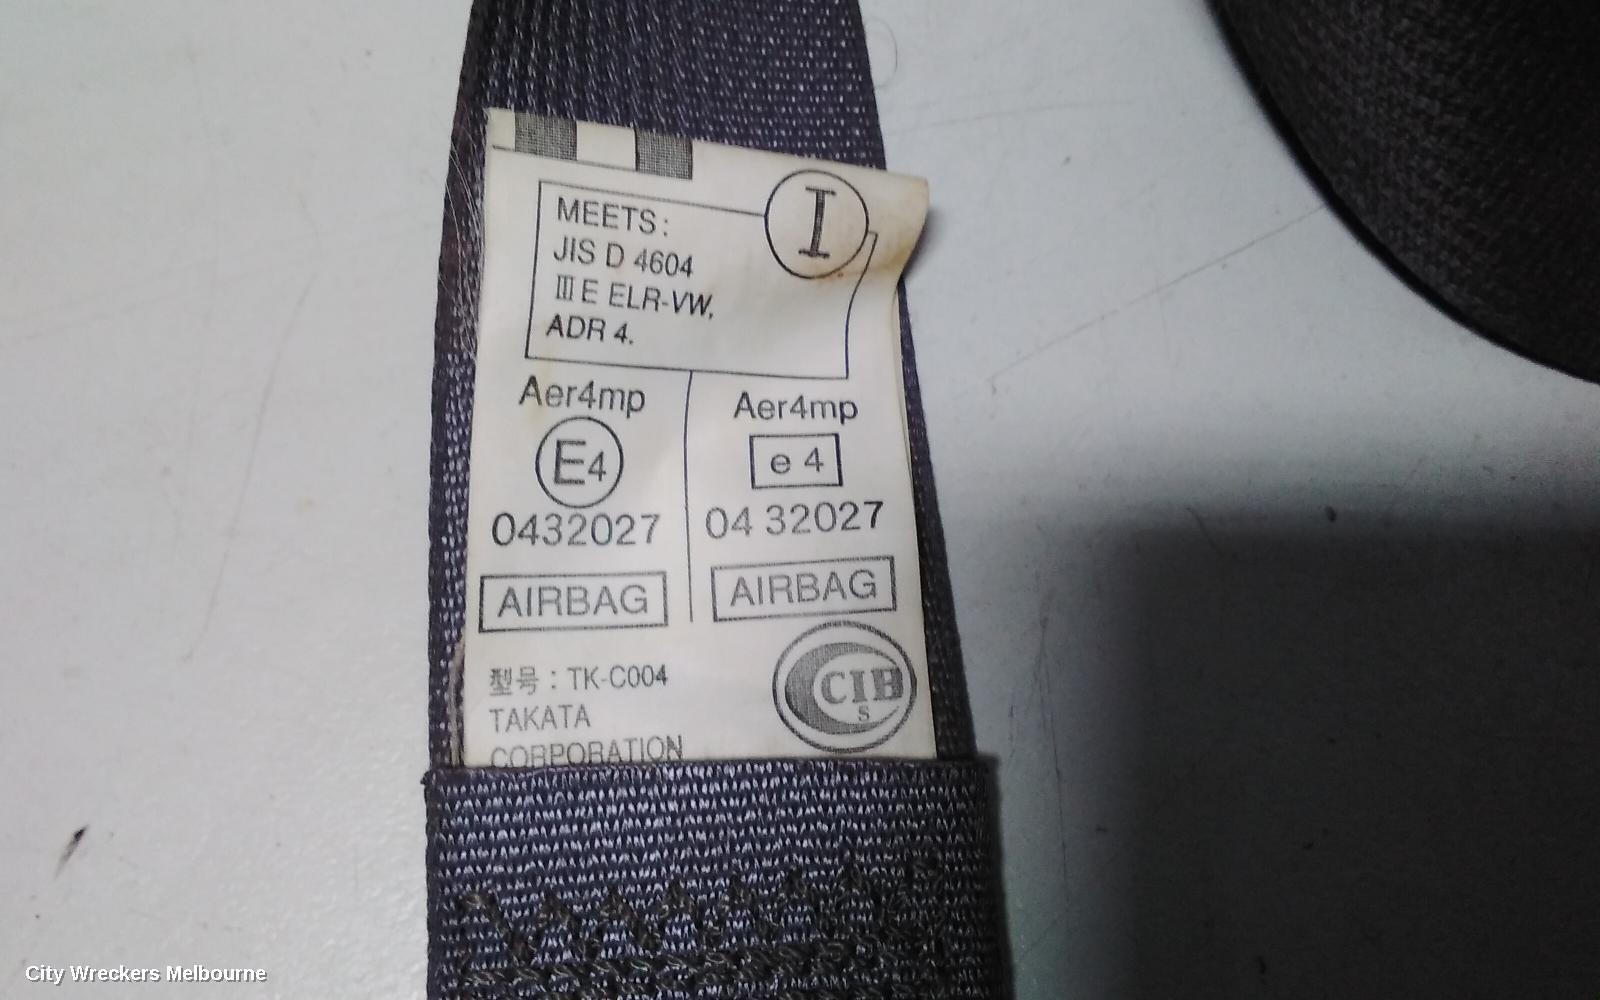 I
MEETS:
JIS D 4604
ⅢE ELR-VW,
ADR 4.
Aer4mp
E4
0432027
AIRBAG
Aer4mp
e 4
04 32027
AIRBAG
型号：TK-C004
TAKATA
CORPORATION
CIB
S
City Wreckers Melbourne